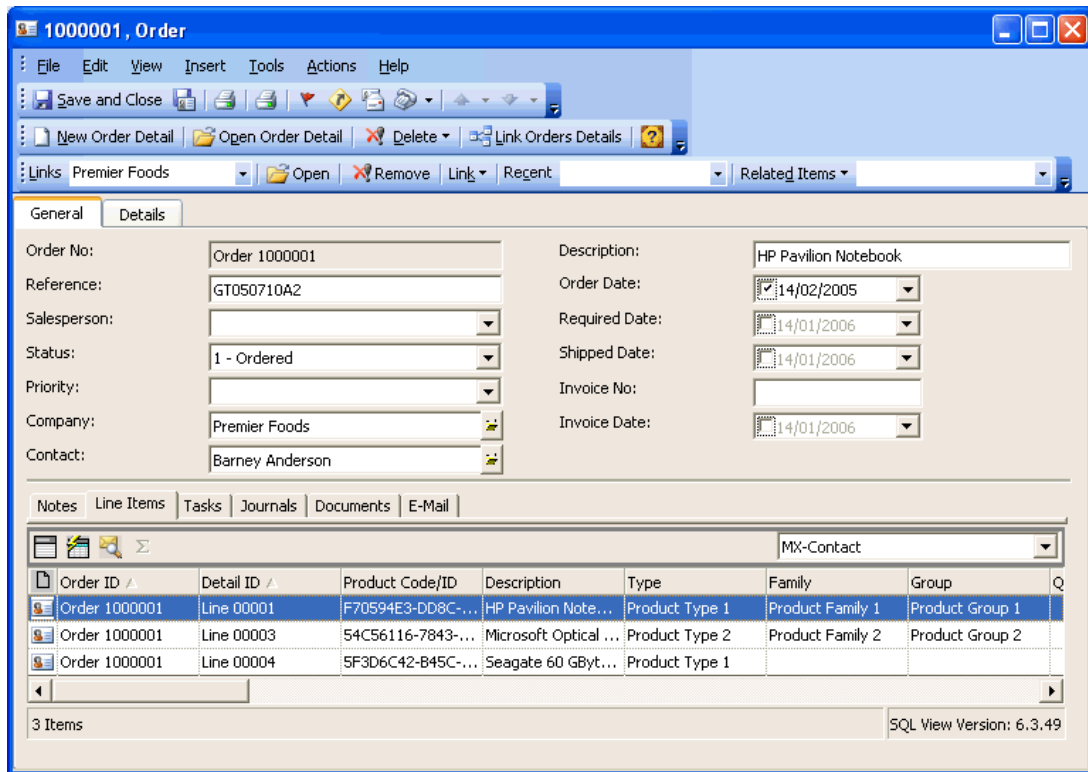 1000001, Order
File Edit View Insert Tools Actions Help
Save and Close
New Order Detail Open Order Detail Delete Link Orders Details
Links Premier Foods Open Remove Link Recent Related Items
General Details
Order No: Order 1000001 Description: HP Pavilion Notebook
Reference: GT050710A2 Order Date: 14/02/2005
Salesperson: Required Date: 14/01/2006
Status: 1 - Ordered Shipped Date: 14/01/2006
Priority: Invoice No:
Company: Premier Foods Invoice Date: 14/01/2006
Contact: Barney Anderson
Notes Line Items Tasks Journals Documents E-Mail
Σ MX-Contact
Order ID Detail ID Product Code/ID Description Type Family Group Q
Order 1000001 Line 00001 F70594E3-DD8C-... HP Pavilion Note... Product Type 1 Product Family 1 Product Group 1
Order 1000001 Line 00003 54C56116-7843-... Microsoft Optical ... Product Type 2 Product Family 2 Product Group 2
Order 1000001 Line 00004 5F3D6C42-B45C-... Seagate 60 GByt... Product Type 1
3 Items SQL View Version: 6.3.49